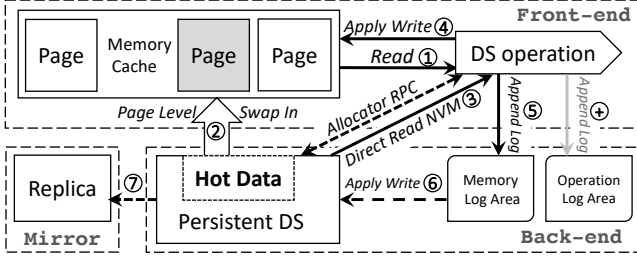 Front-end
Page
Memory
Cache
Page
Page
Apply Write ④
Read ①
DS operation
Page Level
②
Swap In
Allocator RPC
Direct Read NVM ③
Append Log
⑤
Append Log
+
Replica
⑦
Hot Data
Persistent DS
Apply Write ⑥
Memory
Log Area
Operation
Log Area
Mirror
Back-end